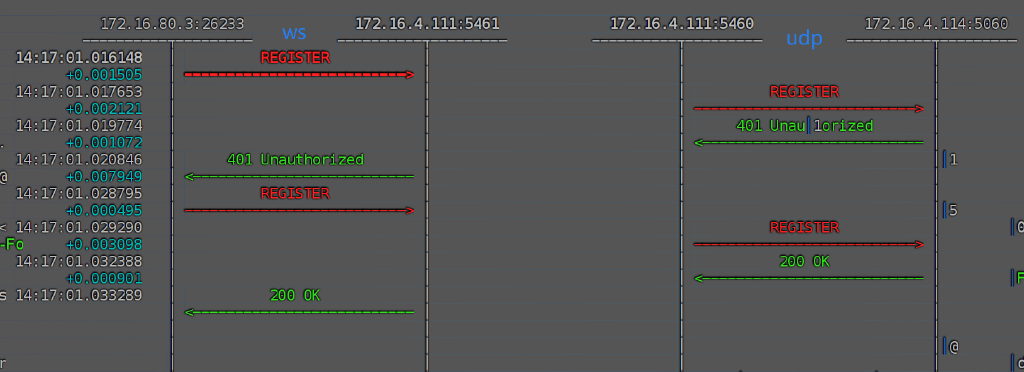 172.16.80.3:26233 ws 172.16.4.111:5461 172.16.4.111:5460 udp 172.16.4.114:5060
14:17:01.016148 REGISTER
+0.001505
14:17:01.017653 REGISTER
+0.002121
14:17:01.019774 401 Unau 1orized
. +0.001072
14:17:01.020846 401 Unauthorized 1
@ +0.007949
14:17:01.028795 REGISTER
+0.000495 5
< 14:17:01.029290 REGISTER 0
-Fo +0.003098
14:17:01.032388 200 OK
+0.000901 F
s 14:17:01.033289 200 OK
@
r c